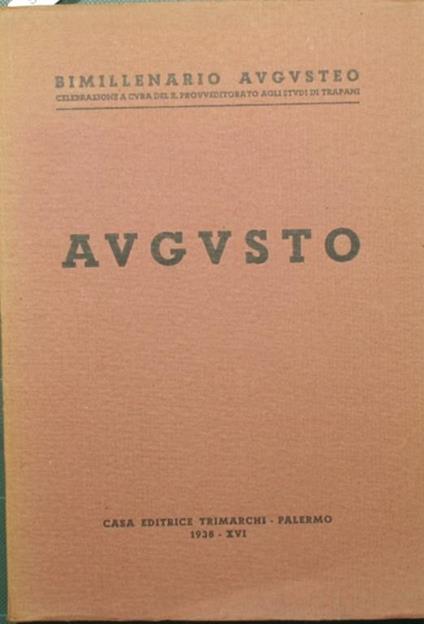 BIMILLENARIO AVGVSTEO
CELEBRAZIONE A CVRA DEL R. PROVVEDITORATO AGLI STVDI DI TRAPANI
AVGVSTO
CASA EDITRICE TRIMARCHI - PALERMO
1938 - XVI